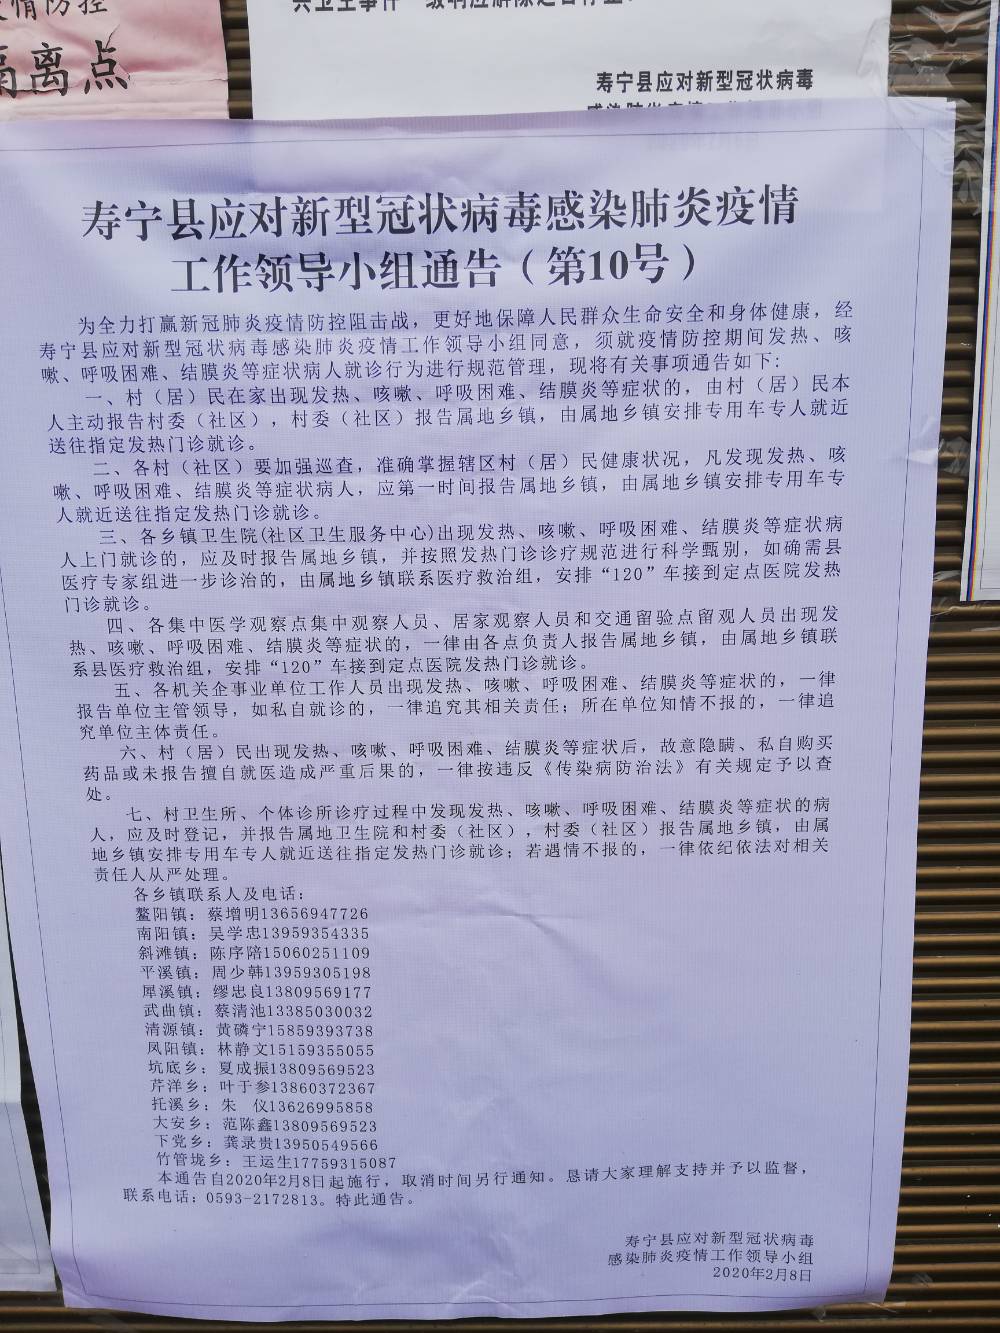 疫情防控
隔离点
寿宁县应对新型冠状病毒
寿宁县应对新型冠状病毒感染肺炎疫情
工作领导小组通告（第10号）
为全力打赢新冠肺炎疫情防控阻击战，更好地保障人民群众生命安全和身体健康，经
寿宁县应对新型冠状病毒感染肺炎疫情工作领导小组同意，须就疫情防控期间发热、咳
嗽、呼吸困难、结膜炎等症状病人就诊行为进行规范管理，现将有关事项通告如下：
一、村（居）民在家出现发热、咳嗽、呼吸困难、结膜炎等症状的，由村（居）民本
人主动报告村委（社区），村委（社区）报告属地乡镇，由属地乡镇安排专用车专人就近
送往指定发热门诊就诊。
二、各村（社区）要加强巡查，准确掌握辖区村（居）民健康状况，凡发现发热、咳
嗽、呼吸困难、结膜炎等症状病人，应第一时间报告属地乡镇，由属地乡镇安排专用车专
人就近送往指定发热门诊就诊。
三、各乡镇卫生院(社区卫生服务中心)出现发热、咳嗽、呼吸困难、结膜炎等症状病
人上门就诊的，应及时报告属地乡镇，并按照发热门诊诊疗规范进行科学甄别，如确需县
医疗专家组进一步诊治的，由属地乡镇联系医疗救治组，安排“120”车接到定点医院发热
门诊就诊。
四、各集中医学观察点集中观察人员、居家观察人员和交通留验点留观人员出现发
热、咳嗽、呼吸困难、结膜炎等症状的，一律由各点负责人报告属地乡镇，由属地乡镇联
系县医疗救治组，安排“120”车接到定点医院发热门诊就诊。
五、各机关企事业单位工作人员出现发热、咳嗽、呼吸困难、结膜炎等症状的，一律
报告单位主管领导，如私自就诊的，一律追究其相关责任；所在单位知情不报的，一律追
究单位主体责任。
六、村（居）民出现发热、咳嗽、呼吸困难、结膜炎等症状后，故意隐瞒、私自购买
药品或未报告擅自就医造成严重后果的，一律按违反《传染病防治法》有关规定予以查
处。
七、村卫生所、个体诊所诊疗过程中发现发热、咳嗽、呼吸困难、结膜炎等症状的病
人，应及时登记，并报告属地卫生院和村委（社区），村委（社区）报告属地乡镇，由属
地乡镇安排专用车专人就近送往指定发热门诊就诊；若遇情不报的，一律依纪依法对相关
责任人从严处理。
各乡镇联系人及电话：
鳌阳镇：蔡增明13656947726
南阳镇：吴学忠13959354335
斜滩镇：陈序陪15060251109
平溪镇：周少韩13959305198
犀溪镇：缪忠良13809569177
武曲镇：蔡清池13385030032
清源镇：黄磷宁15859393738
凤阳镇：林静文15159355055
坑底乡：夏成振13809569523
芹洋乡：叶于参13860372367
托溪乡：朱 仪13626995858
大安乡：范陈鑫13809569523
下党乡：龚录贵13950549566
竹管垅乡：王运生17759315087
本通告自2020年2月8日起施行，取消时间另行通知。恳请大家理解支持并予以监督，
联系电话：0593-2172813。特此通告。
寿宁县应对新型冠状病毒
感染肺炎疫情工作领导小组
2020年2月8日